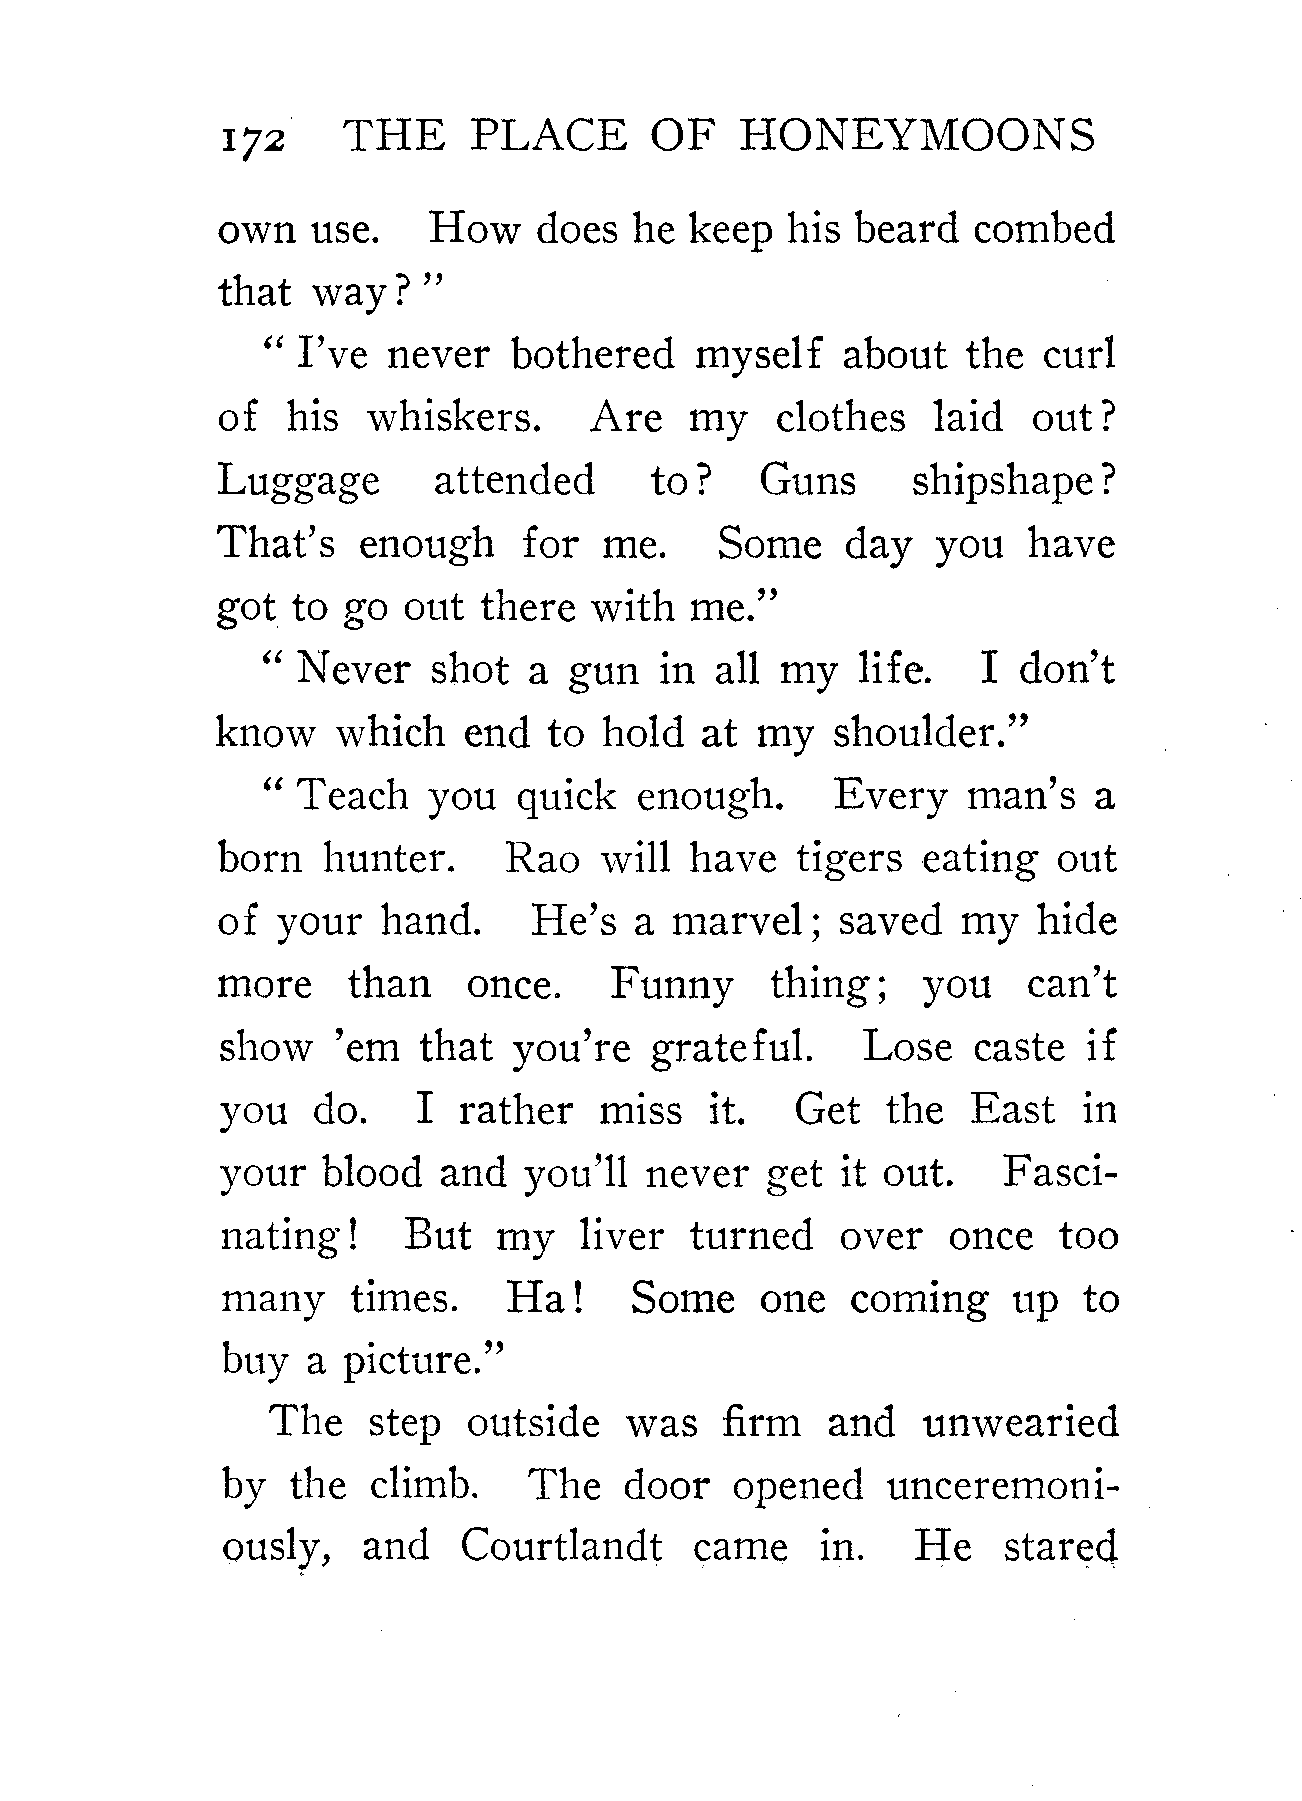 172 THE PLACE OF HONEYMOONS
own use. How does he keep his beard combed
that way?"
"I've never bothered myself about the curl
of his whiskers. Are my clothes laid out?
Luggage attended to? Guns shipshape?
That's enough for me. Some day you have
got to go out there with me."
"Never shot a gun in all my life. I don't
know which end to hold at my shoulder."
"Teach you quick enough. Every man's a
born hunter. Rao will have tigers eating out
of your hand. He's a marvel; saved my hide
more than once. Funny thing; you can't
show 'em that you're grateful. Lose caste if
you do. I rather miss it. Get the East in
your blood and you'll never get it out. Fasci-
nating! But my liver turned over once too
many times. Ha! Some one coming up to
buy a picture."
The step outside was firm and unwearied
by the climb. The door opened unceremoni-
ously, and Courtlandt came in. He stared